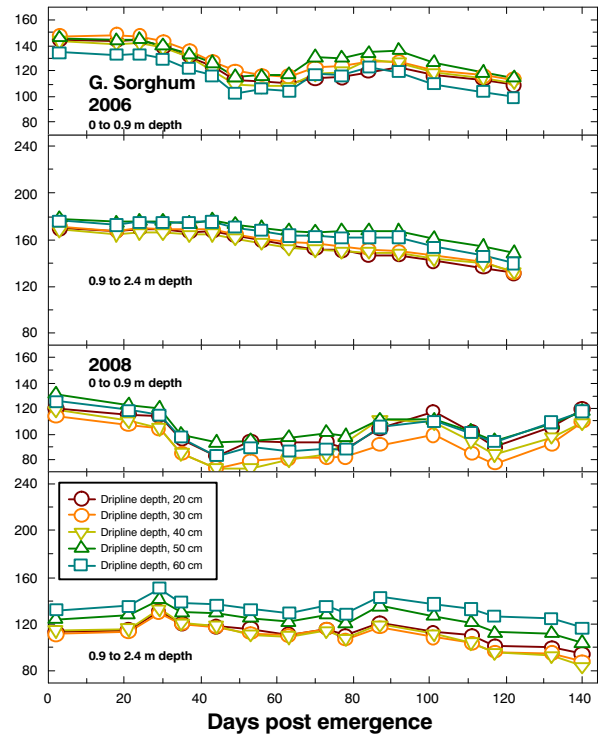 160
140
120
100
80
G. Sorghum
2006
0 to 0.9 m depth
240
200
160
120
80
0.9 to 2.4 m depth
160
140
120
100
80
2008
0 to 0.9 m depth
240
200
160
120
80
Dripline depth, 20 cm
Dripline depth, 30 cm
Dripline depth, 40 cm
Dripline depth, 50 cm
Dripline depth, 60 cm
0.9 to 2.4 m depth
0 20 40 60 80 100 120 140
Days post emergence